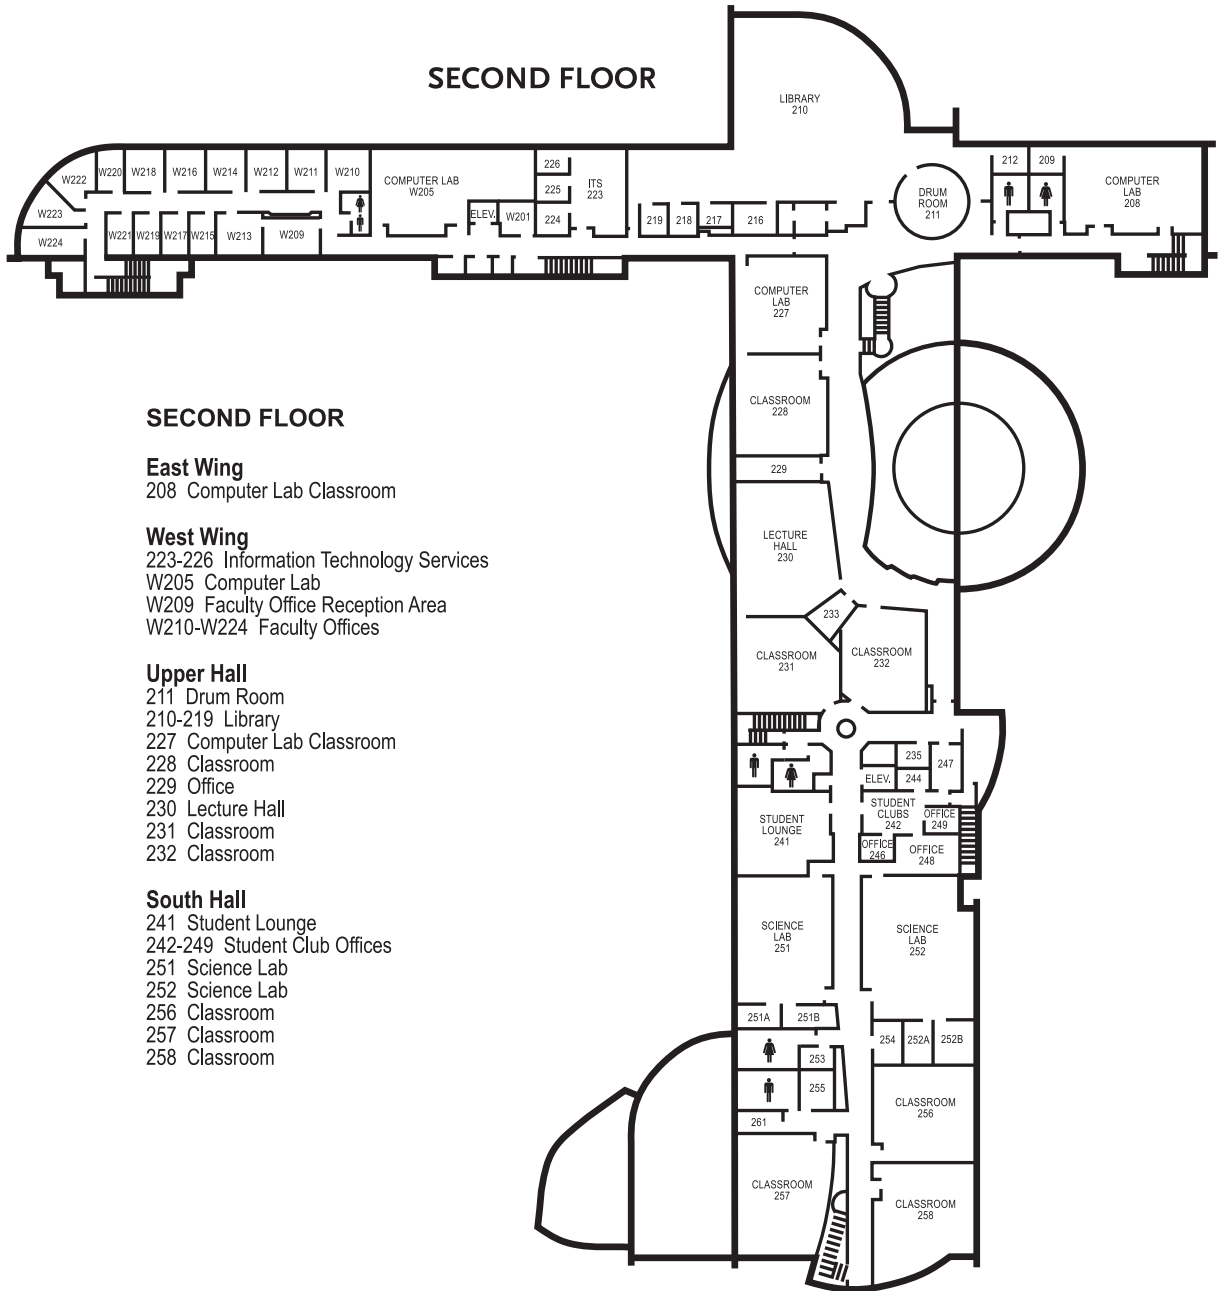 SECOND FLOOR
LIBRARY
210
W222
W220
W218
W216
W214
W212
W211
W210
COMPUTER LAB
W205
226
225
224
ITS
223
W223
W224
W221
W219
W217
W215
W213
W209
ELEV.
W201
219
218
217
216
DRUM
ROOM
211
212
209
COMPUTER
LAB
208
COMPUTER
LAB
227
CLASSROOM
228
229
LECTURE
HALL
230
233
CLASSROOM
231
CLASSROOM
232
235
247
ELEV.
244
STUDENT
CLUBS
242
OFFICE
249
STUDENT
LOUNGE
241
OFFICE
246
OFFICE
248
SCIENCE
LAB
251
SCIENCE
LAB
252
251A
251B
254
252A
252B
253
255
261
CLASSROOM
256
CLASSROOM
257
CLASSROOM
258
SECOND FLOOR
East Wing
208 Computer Lab Classroom
West Wing
223-226 Information Technology Services
W205 Computer Lab
W209 Faculty Office Reception Area
W210-W224 Faculty Offices
Upper Hall
211 Drum Room
210-219 Library
227 Computer Lab Classroom
228 Classroom
229 Office
230 Lecture Hall
231 Classroom
232 Classroom
South Hall
241 Student Lounge
242-249 Student Club Offices
251 Science Lab
252 Science Lab
256 Classroom
257 Classroom
258 Classroom